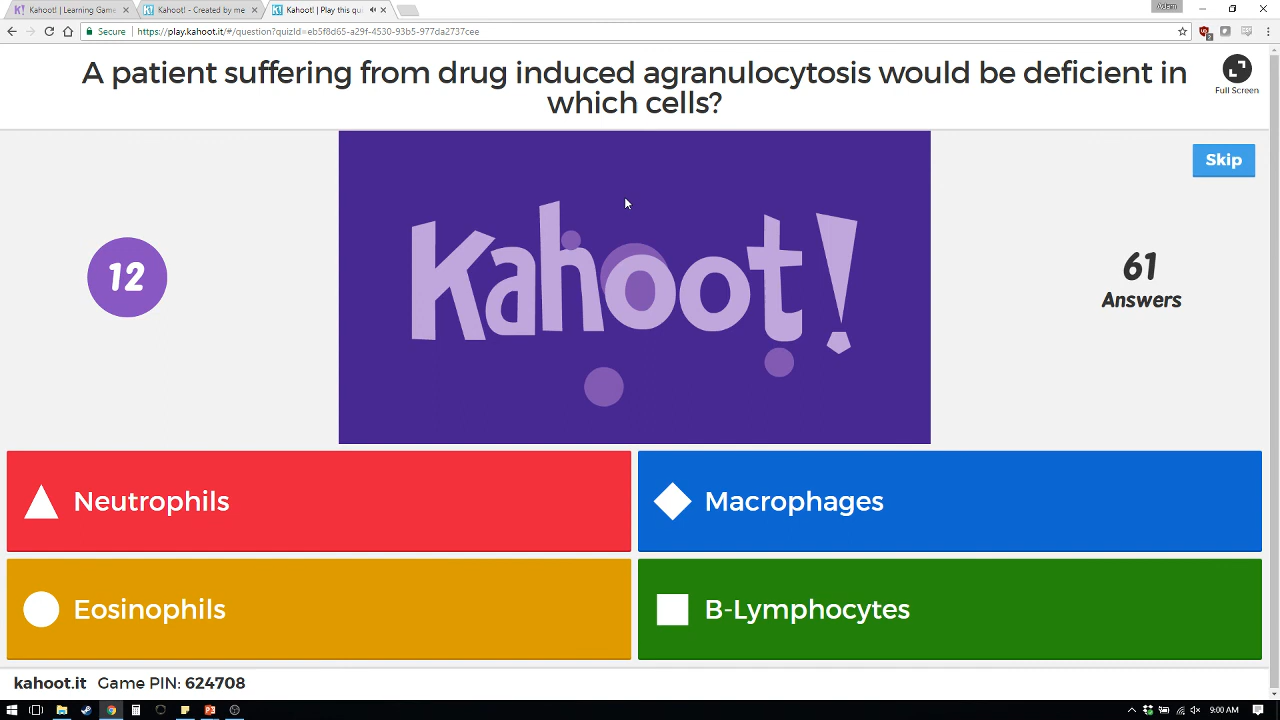 Adam
Kahoot! | Learning Game
Kahoot! - Created by me
Kahoot! | Play this qu
Secure
https://play.kahoot.it/#/question?quizId=eb5f8d65-a29f-4530-93b5-977da2737cee
A patient suffering from drug induced agranulocytosis would be deficient in
which cells?
Full Screen
Skip
Kahoot!
12
61
Answers
Neutrophils
Macrophages
Eosinophils
B-Lymphocytes
kahoot.it Game PIN: 624708
9:00 AM